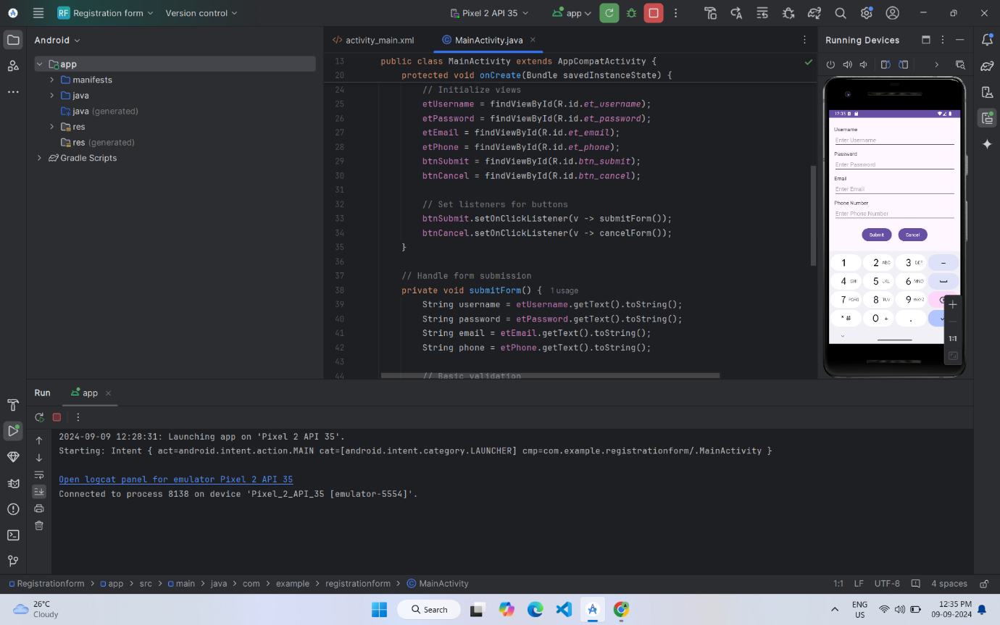 RF Registration form Version control Pixel 2 API 35 app
Android
app
manifests
java
java (generated)
res
res (generated)
Gradle Scripts
activity_main.xml MainActivity.java
13 public class MainActivity extends AppCompatActivity {
20 protected void onCreate(Bundle savedInstanceState) {
24 // Initialize views
25 etUsername = findViewById(R.id.et_username);
26 etPassword = findViewById(R.id.et_password);
27 etEmail = findViewById(R.id.et_email);
28 etPhone = findViewById(R.id.et_phone);
29 btnSubmit = findViewById(R.id.btn_submit);
30 btnCancel = findViewById(R.id.btn_cancel);
31
32 // Set listeners for buttons
33 btnSubmit.setOnClickListener(v -> submitForm());
34 btnCancel.setOnClickListener(v -> cancelForm());
35 }
36
37 // Handle form submission
38 private void submitForm() { 1 usage
39 String username = etUsername.getText().toString();
40 String password = etPassword.getText().toString();
41 String email = etEmail.getText().toString();
42 String phone = etPhone.getText().toString();
43
44 // Basic validation
Running Devices
12:35
Username
Enter Username
Password
Enter Password
Email
Enter Email
Phone Number
Enter Phone Number
Submit Cancel
1 2 ABC 3 DEF −
4 GHI 5 JKL 6 MNO
7 PQRS 8 TUV 9 WXYZ
* # 0 + .
1:1
Run app
2024-09-09 12:28:31: Launching app on 'Pixel 2 API 35'.
Starting: Intent { act=android.intent.action.MAIN cat=[android.intent.category.LAUNCHER] cmp=com.example.registrationform/.MainActivity }
Open logcat panel for emulator Pixel 2 API 35
Connected to process 8138 on device 'Pixel_2_API_35 [emulator-5554]'.
Registrationform > app > src > main > java > com > example > registrationform > MainActivity 1:1 LF UTF-8 4 spaces
26°C
Cloudy
Search
ENG
US
12:35 PM
09-09-2024